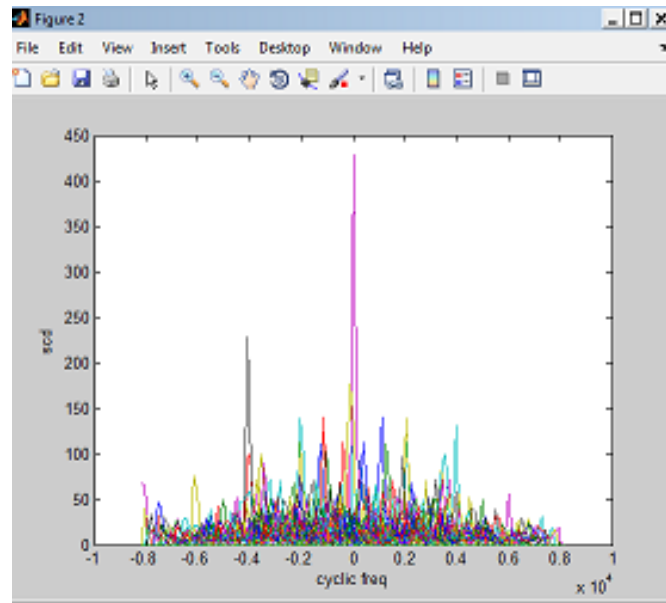 Figure 2
File Edit View Insert Tools Desktop Window Help
450
400
350
300
250
200
150
100
50
0
scd
-1 -0.8 -0.6 -0.4 -0.2 0 0.2 0.4 0.6 0.8 1
cyclic freq
x 10^4